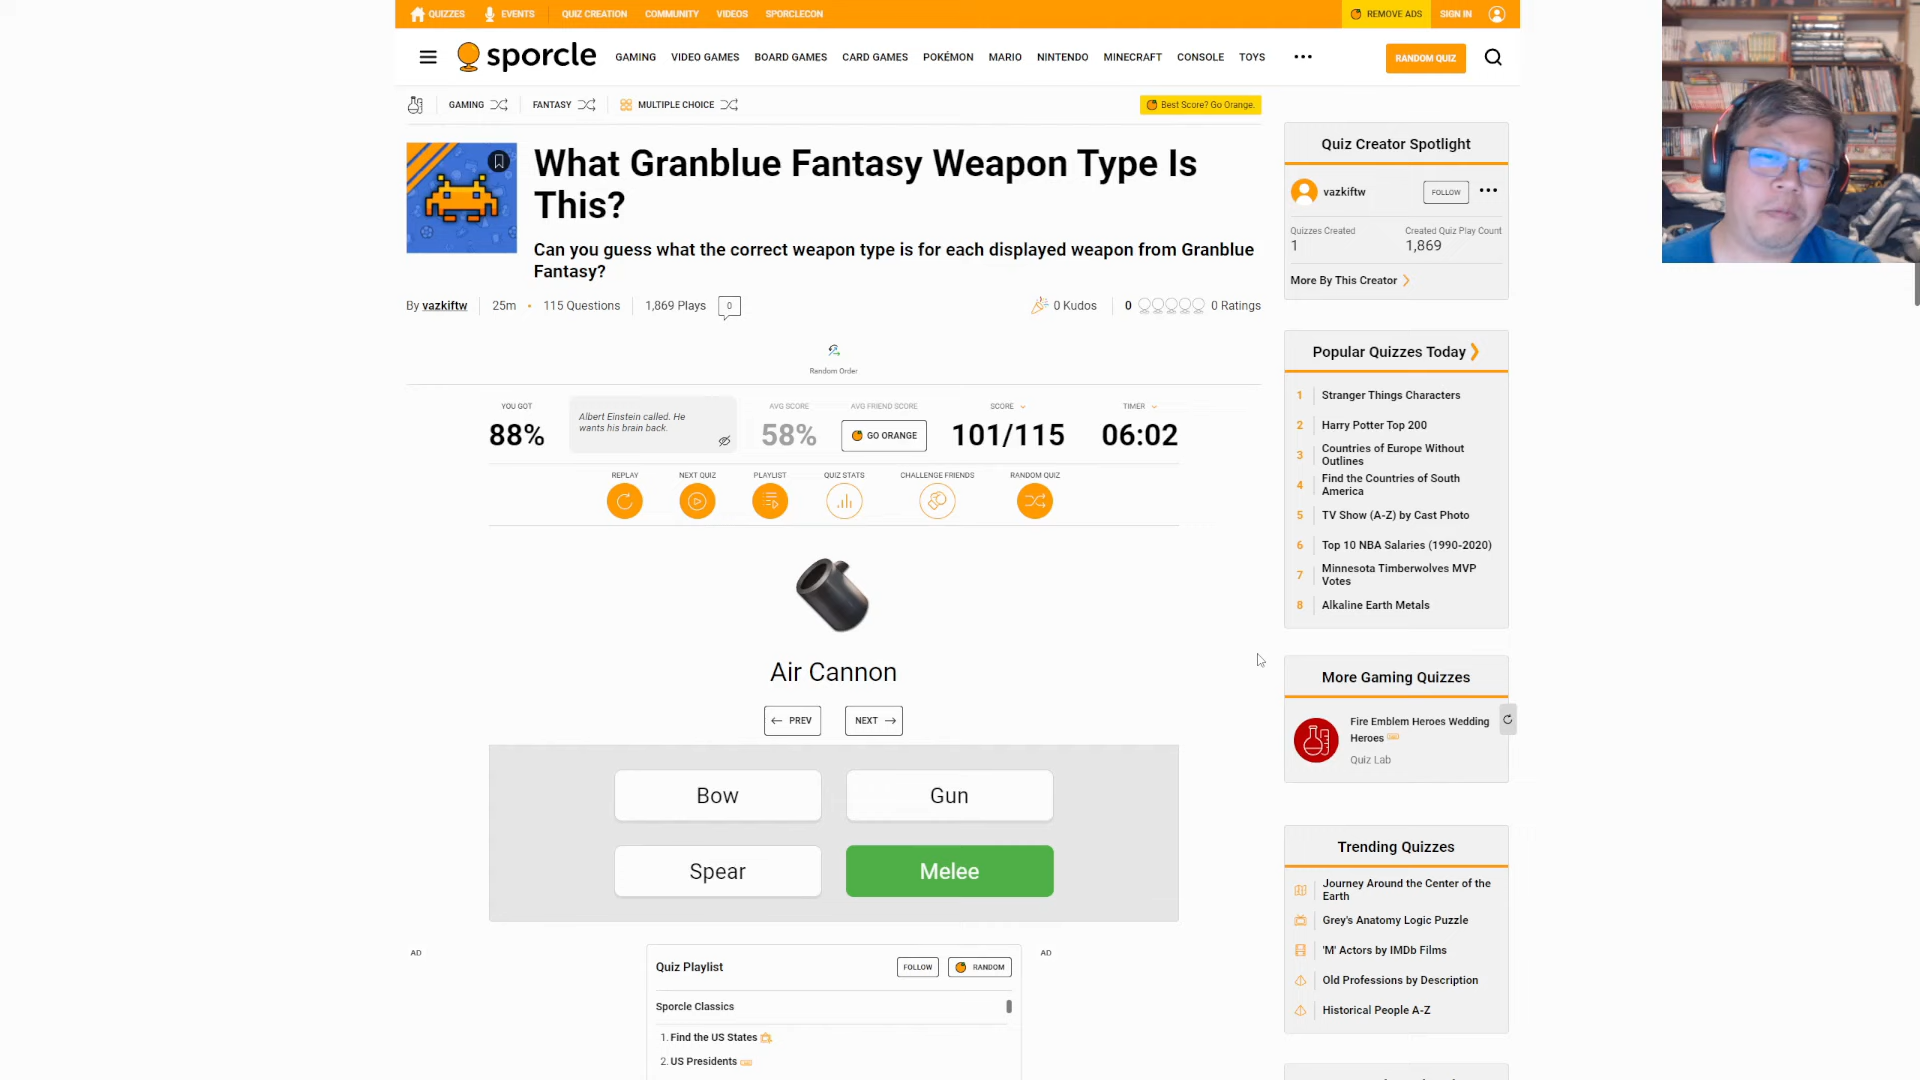 QUIZZES EVENTS QUIZ CREATION COMMUNITY VIDEOS SPORCLECON REMOVE ADS SIGN IN
sporcle GAMING VIDEO GAMES BOARD GAMES CARD GAMES POKÉMON MARIO NINTENDO MINECRAFT CONSOLE TOYS ••• RANDOM QUIZ
GAMING FANTASY MULTIPLE CHOICE Best Score? Go Orange.
What Granblue Fantasy Weapon Type Is
This?
Can you guess what the correct weapon type is for each displayed weapon from Granblue
Fantasy?
By vazkiftw 25m • 115 Questions 1,869 Plays 0 0 Kudos 0 0 Ratings
Random Order
YOU GOT
88%
Albert Einstein called. He
wants his brain back.
AVG SCORE
58%
AVG FRIEND SCORE
GO ORANGE
SCORE
101/115
TIMER
06:02
REPLAY NEXT QUIZ PLAYLIST QUIZ STATS CHALLENGE FRIENDS RANDOM QUIZ
Air Cannon
← PREV NEXT →
Bow Gun
Spear Melee
AD AD
Quiz Playlist FOLLOW RANDOM
Sporcle Classics
1. Find the US States
2. US Presidents
Quiz Creator Spotlight
vazkiftw FOLLOW •••
Quizzes Created Created Quiz Play Count
1 1,869
More By This Creator
Popular Quizzes Today
1 Stranger Things Characters
2 Harry Potter Top 200
3 Countries of Europe Without
Outlines
4 Find the Countries of South
America
5 TV Show (A-Z) by Cast Photo
6 Top 10 NBA Salaries (1990-2020)
7 Minnesota Timberwolves MVP
Votes
8 Alkaline Earth Metals
More Gaming Quizzes
Fire Emblem Heroes Wedding
Heroes
Quiz Lab
Trending Quizzes
Journey Around the Center of the
Earth
Grey's Anatomy Logic Puzzle
'M' Actors by IMDb Films
Old Professions by Description
Historical People A-Z